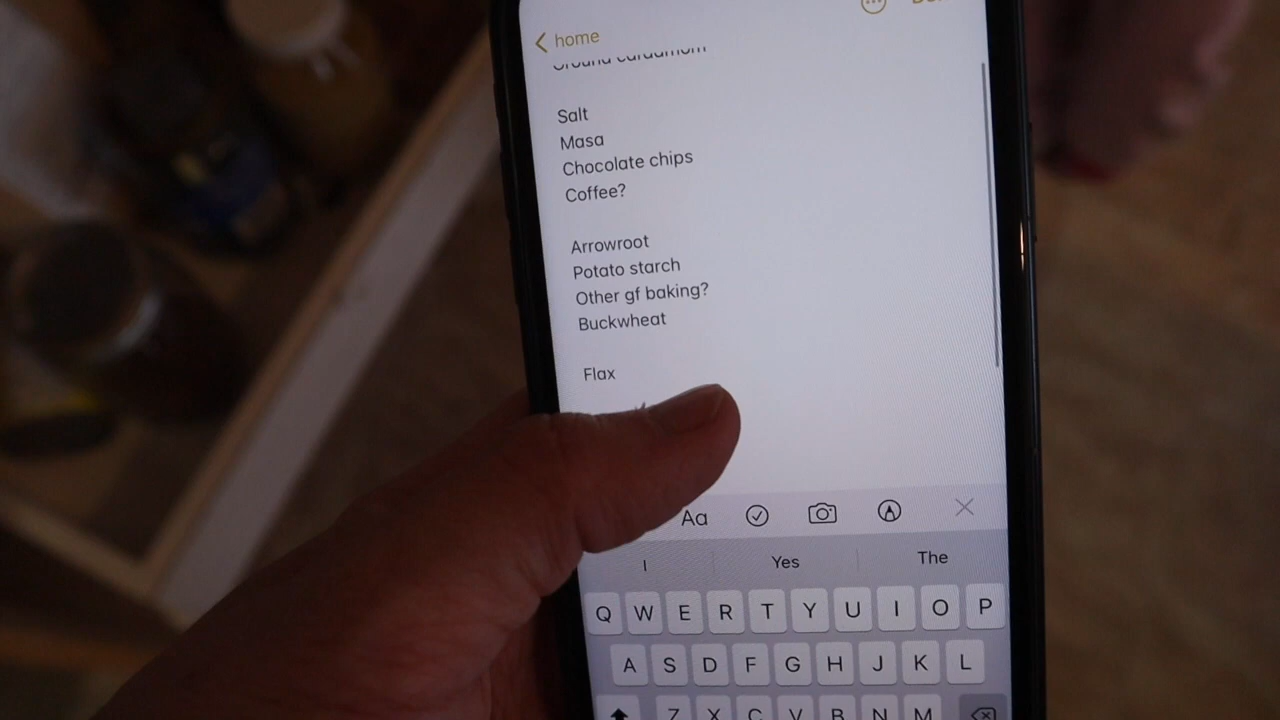 home
Ground cardamom
Salt
Masa
Chocolate chips
Coffee?
Arrowroot
Potato starch
Other gf baking?
Buckwheat
Flax
Aa
I Yes The
Q W E R T Y U I O P
A S D F G H J K L
Z X C V B N M